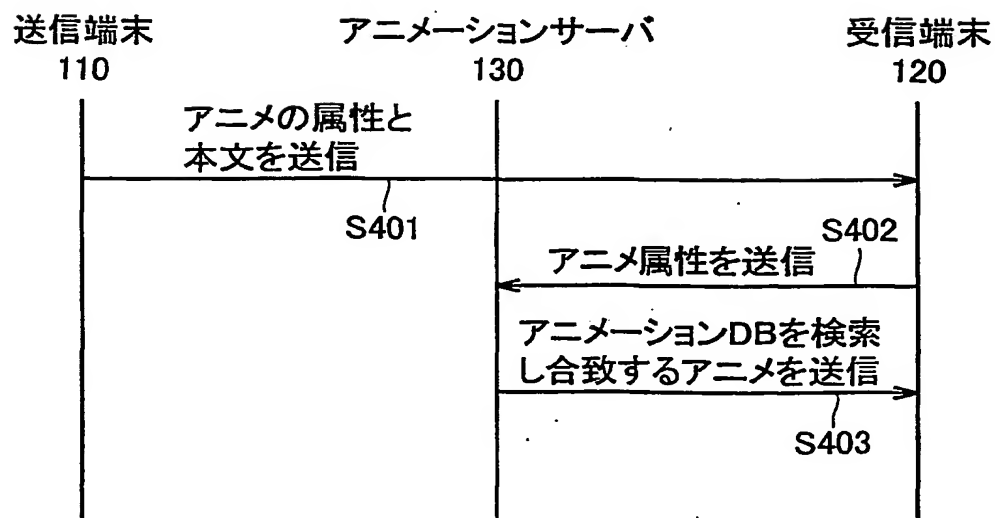 送信端末
110
アニメーションサーバ
130
受信端末
120
アニメの属性と
本文を送信
S401
S402
アニメ属性を送信
アニメーションDBを検索
し合致するアニメを送信
S403